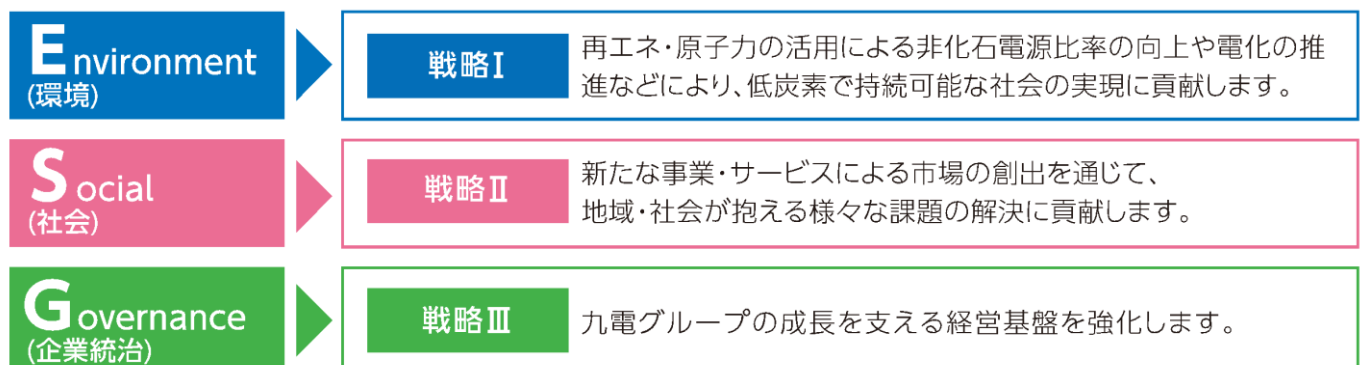 Environment
(環境)
戦略Ⅰ
再エネ・原子力の活用による非化石電源比率の向上や電化の推
進などにより、低炭素で持続可能な社会の実現に貢献します。
Social
(社会)
戦略Ⅱ
新たな事業・サービスによる市場の創出を通じて、
地域・社会が抱える様々な課題の解決に貢献します。
Governance
(企業統治)
戦略Ⅲ
九電グループの成長を支える経営基盤を強化します。